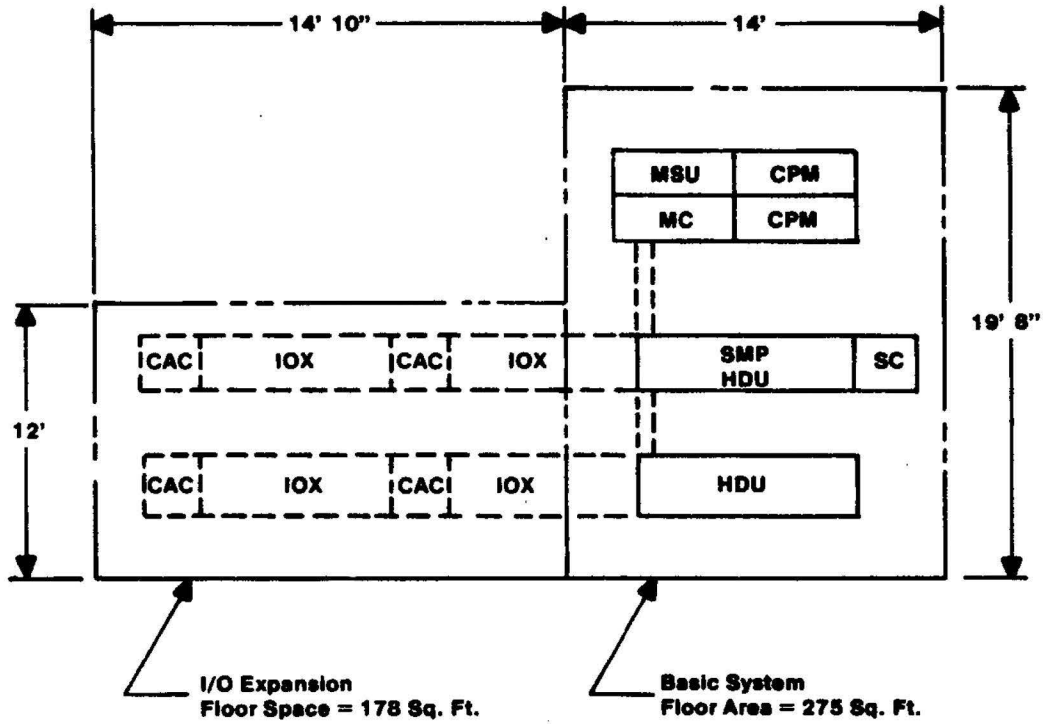 14' 10" 14'
MSU CPM
MC CPM
19' 8"
CAC IOX CAC IOX SMP HDU SC
12'
CAC IOX CAC IOX HDU
I/O Expansion
Floor Space = 178 Sq. Ft.
Basic System
Floor Area = 275 Sq. Ft.